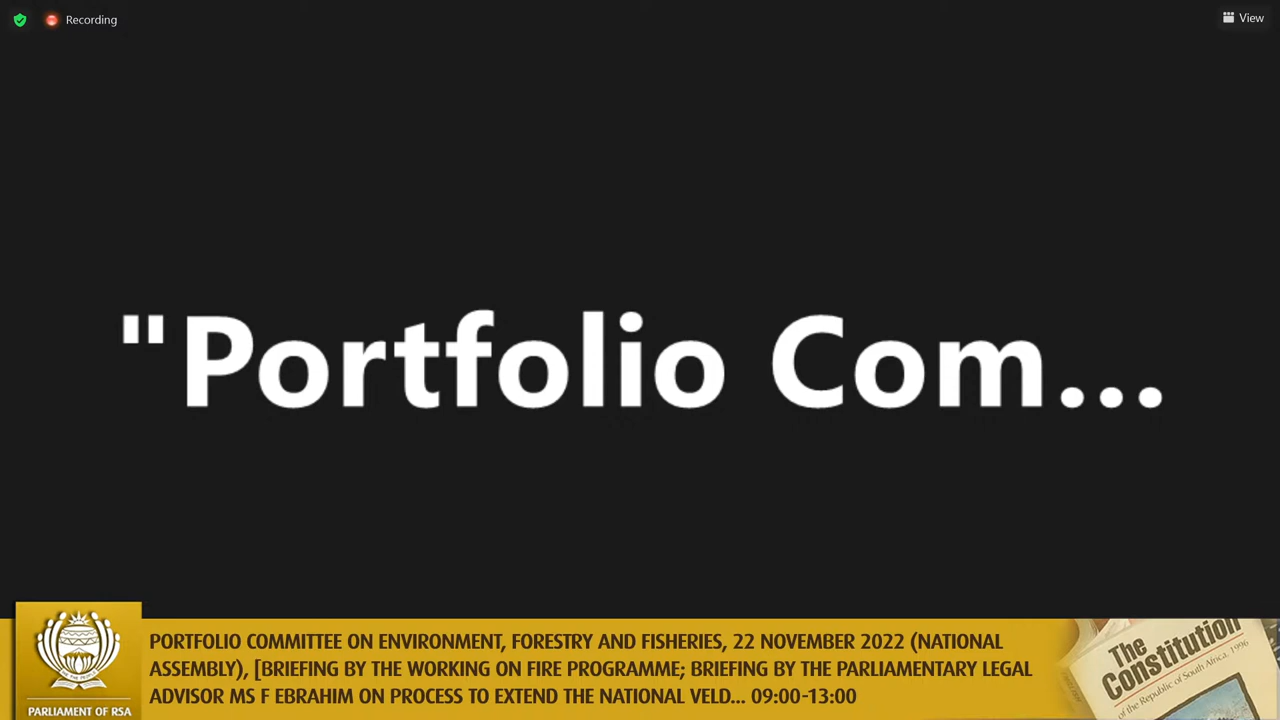 Recording
View
"Portfolio Com...
PORTFOLIO COMMITTEE ON ENVIRONMENT, FORESTRY AND FISHERIES, 22 NOVEMBER 2022 (NATIONAL
ASSEMBLY), [BRIEFING BY THE WORKING ON FIRE PROGRAMME; BRIEFING BY THE PARLIAMENTARY LEGAL
ADVISOR MS F EBRAHIM ON PROCESS TO EXTEND THE NATIONAL VELD... 09:00-13:00
PARLIAMENT OF RSA
The
Constitution
of the Republic of South Africa, 1996